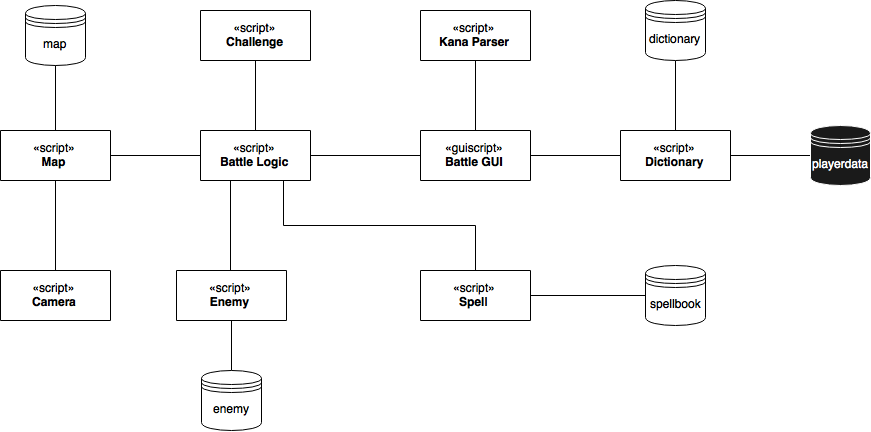 map
«script»
Challenge
«script»
Kana Parser
dictionary
«script»
Map
«script»
Battle Logic
«guiscript»
Battle GUI
«script»
Dictionary
playerdata
«script»
Camera
«script»
Enemy
«script»
Spell
spellbook
enemy